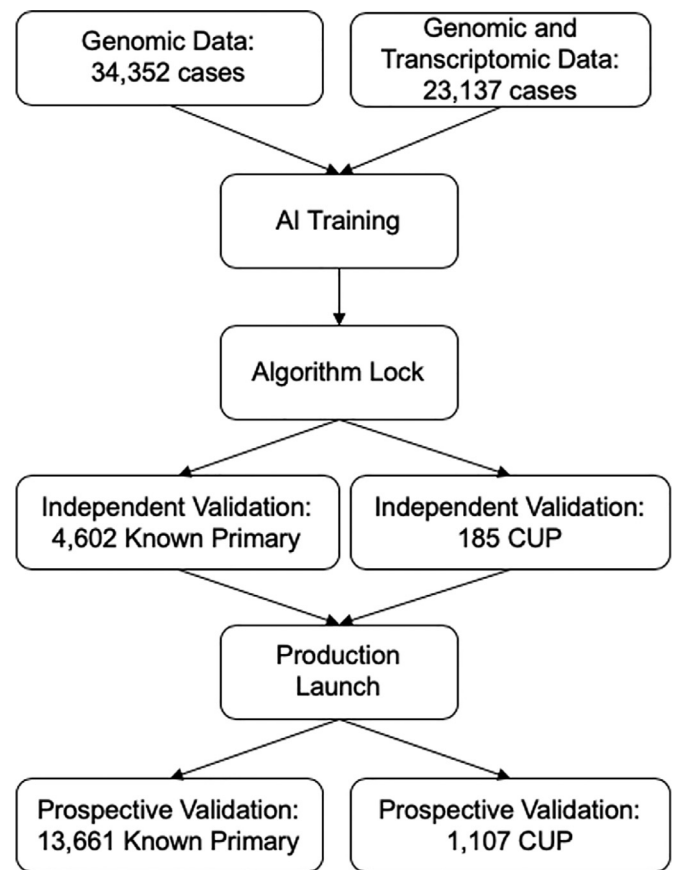 Genomic Data:
34,352 cases
Genomic and
Transcriptomic Data:
23,137 cases
AI Training
Algorithm Lock
Independent Validation:
4,602 Known Primary
Independent Validation:
185 CUP
Production
Launch
Prospective Validation:
13,661 Known Primary
Prospective Validation:
1,107 CUP